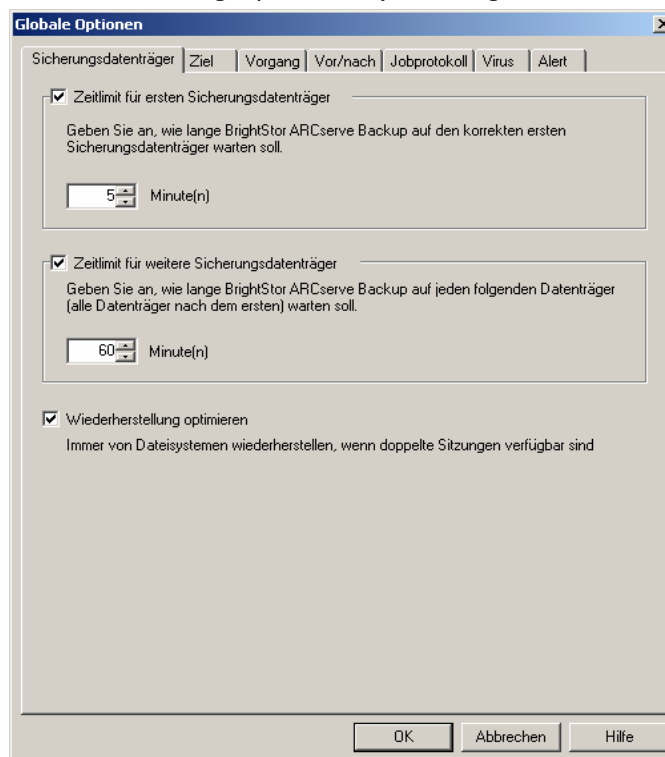 Globale Optionen
Sicherungsdatenträger Ziel Vorgang Vor/nach Jobprotokoll Virus Alert
Zeitlimit für ersten Sicherungsdatenträger
Geben Sie an, wie lange BrightStor ARCserve Backup auf den korrekten ersten
Sicherungsdatenträger warten soll.
5 Minute(n)
Zeitlimit für weitere Sicherungsdatenträger
Geben Sie an, wie lange BrightStor ARCserve Backup auf jeden folgenden Datenträger
(alle Datenträger nach dem ersten) warten soll.
60 Minute(n)
Wiederherstellung optimieren
Immer von Dateisystemen wiederherstellen, wenn doppelte Sitzungen verfügbar sind
OK Abbrechen Hilfe